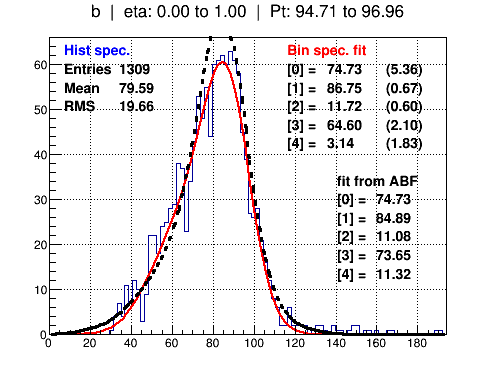 b | eta: 0.00 to 1.00 | Pt: 94.71 to 96.96
Hist spec.
Entries 1309
Mean 79.59
RMS 19.66
Bin spec. fit
[0] = 74.73 (5.36)
[1] = 86.75 (0.67)
[2] = 11.72 (0.60)
[3] = 64.60 (2.10)
[4] = 3.14 (1.83)
fit from ABF
[0] = 74.73
[1] = 84.89
[2] = 11.08
[3] = 73.65
[4] = 11.32
60
50
40
30
20
10
0
0 20 40 60 80 100 120 140 160 180